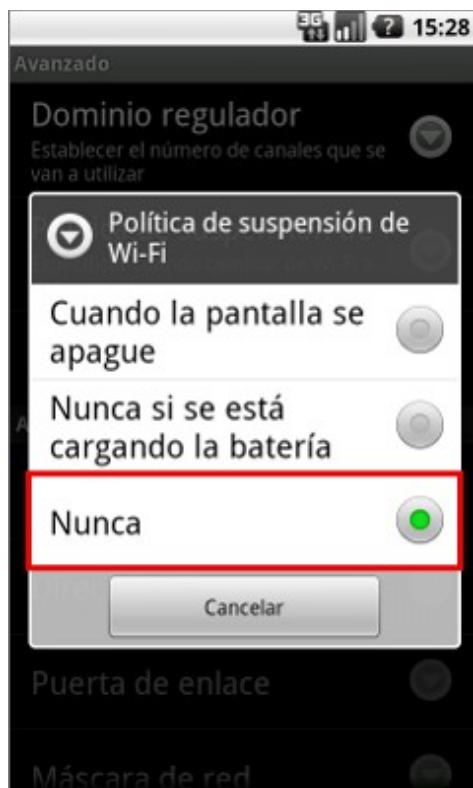 3G 15:28
Avanzado
Dominio regulador
Establecer el número de canales que se
van a utilizar
Política de suspensión de
Wi-Fi
Cuando la pantalla se
apague
Nunca si se está
cargando la batería
Nunca
Cancelar
Puerta de enlace
Máscara de red